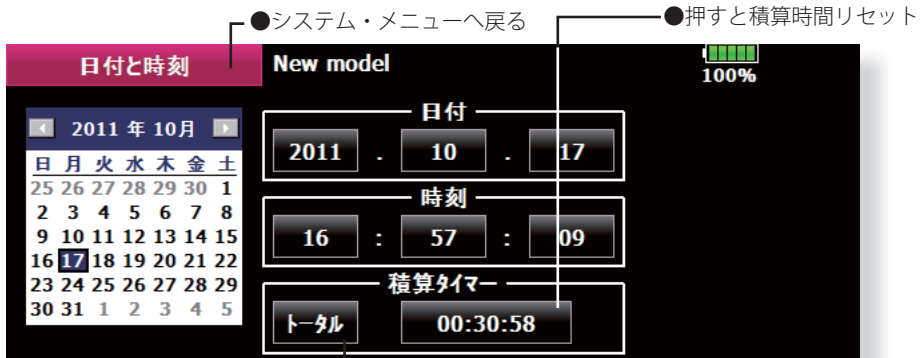 ●システム・メニューへ戻る
●押すと積算時間リセット
日付と時刻
New model
100%
2011 年 10月
日 月 火 水 木 金 土
25 26 27 28 29 30 1
2 3 4 5 6 7 8
9 10 11 12 13 14 15
16 17 18 19 20 21 22
23 24 25 26 27 28 29
30 31 1 2 3 4 5
日付
2011 . 10 . 17
時刻
16 : 57 : 09
積算ﾀｲﾏｰ
ﾄｰﾀﾙ 00:30:58